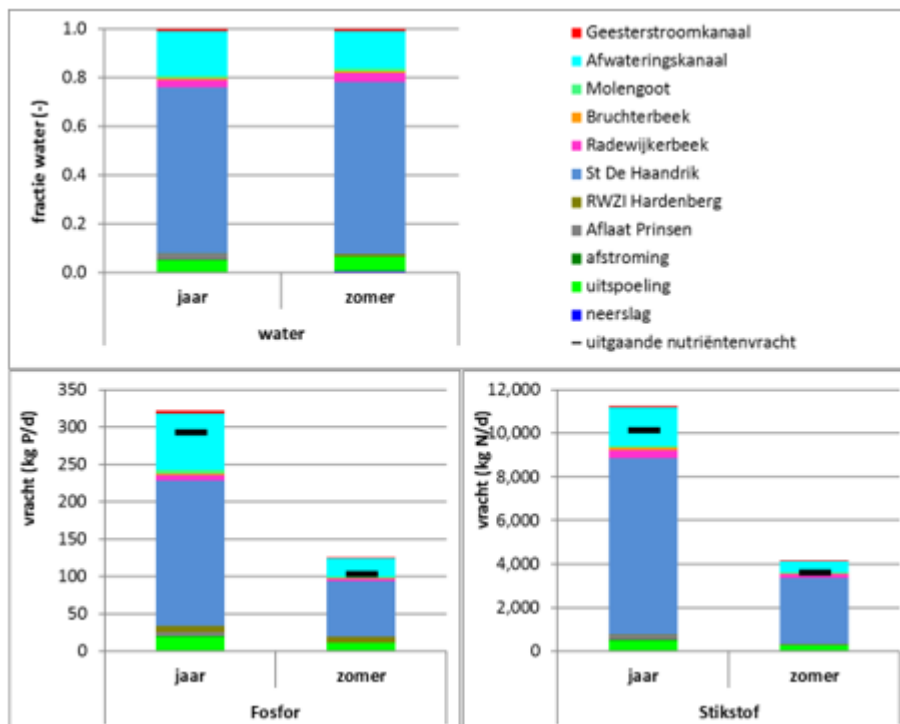 fractie water (-)
1.0
0.8
0.6
0.4
0.2
0.0
jaar
zomer
water
Geesterstroomkanaal
Afwateringskanaal
Molengoot
Bruchterbeek
Radewijkerbeek
St De Haandrik
RWZI Hardenberg
Aflaat Prinsen
afstroming
uitspoeling
neerslag
uitgaande nutriëntenvracht
vracht (kg P/d)
350
300
250
200
150
100
50
0
jaar
zomer
Fosfor
vracht (kg N/d)
12,000
10,000
8,000
6,000
4,000
2,000
0
jaar
zomer
Stikstof